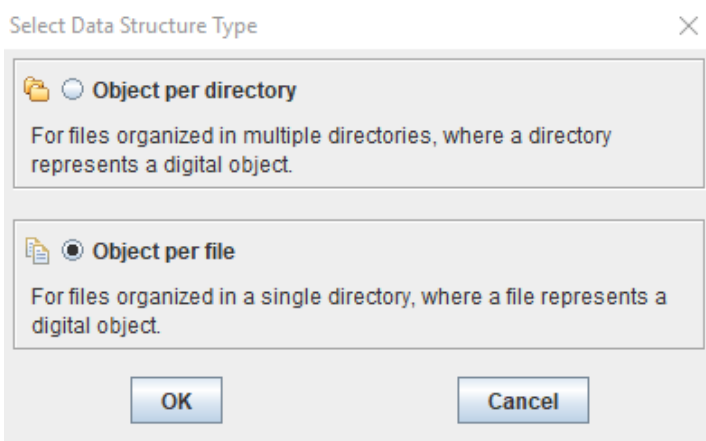 Select Data Structure Type
Object per directory
For files organized in multiple directories, where a directory
represents a digital object.
Object per file
For files organized in a single directory, where a file represents a
digital object.
OK
Cancel